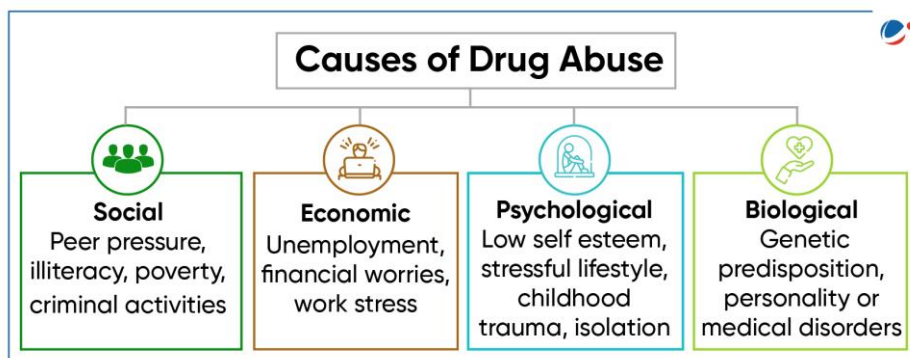 Causes of Drug Abuse
Social
Peer pressure,
illiteracy, poverty,
criminal activities
Economic
Unemployment,
financial worries,
work stress
Psychological
Low self esteem,
stressful lifestyle,
childhood
trauma, isolation
Biological
Genetic
predisposition,
personality or
medical disorders